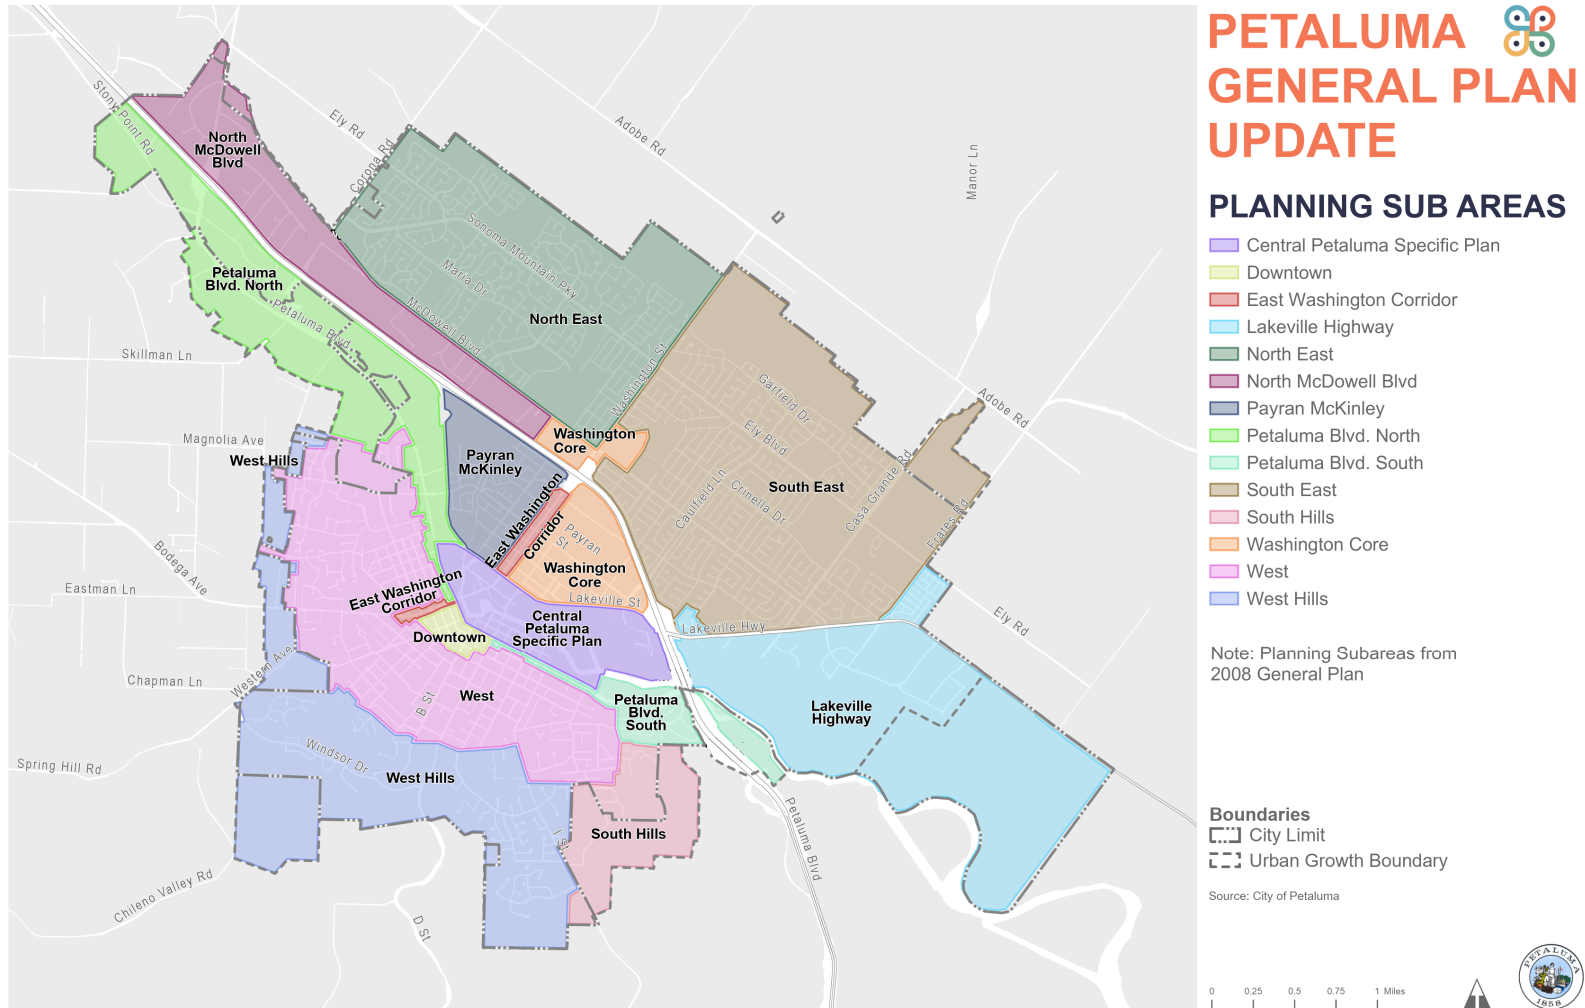 PETALUMA
GENERAL PLAN
UPDATE
PLANNING SUB AREAS
Central Petaluma Specific Plan
Downtown
East Washington Corridor
Lakeville Highway
North East
North McDowell Blvd
Payran McKinley
Petaluma Blvd. North
Petaluma Blvd. South
South East
South Hills
Washington Core
West
West Hills
Note: Planning Subareas from
2008 General Plan
Boundaries
City Limit
Urban Growth Boundary
Source: City of Petaluma
0 0.25 0.5 0.75 1 Miles
PETALUMA
1858
Stony Point Rd
North
McDowell
Blvd
Ely Rd
Corona Rd
Adobe Rd
Manor Ln
Sonoma Mountain Pky
Maria Dr
McDowell Blvd
North East
Petaluma
Blvd. North
Petaluma Blvd
Skillman Ln
Washington St
Garfield Dr
Ely Blvd
Adobe Rd
Magnolia Ave
West Hills
Payran
McKinley
Washington
Core
South East
Caulfield Ln
Crinella Dr
Casa Grande Rd
Frates Rd
East Washington
Corridor
Payran
St
Washington
Core
Bodega Ave
Eastman Ln
East Washington
Corridor
Lakeville St
Central
Petaluma
Specific Plan
Downtown
Lakeville Hwy
Ely Rd
Western Ave
Chapman Ln
B St
West
Petaluma
Blvd.
South
Lakeville
Highway
Windsor Dr
West Hills
Spring Hill Rd
I St
South Hills
Petaluma Blvd
Chileno Valley Rd
D St